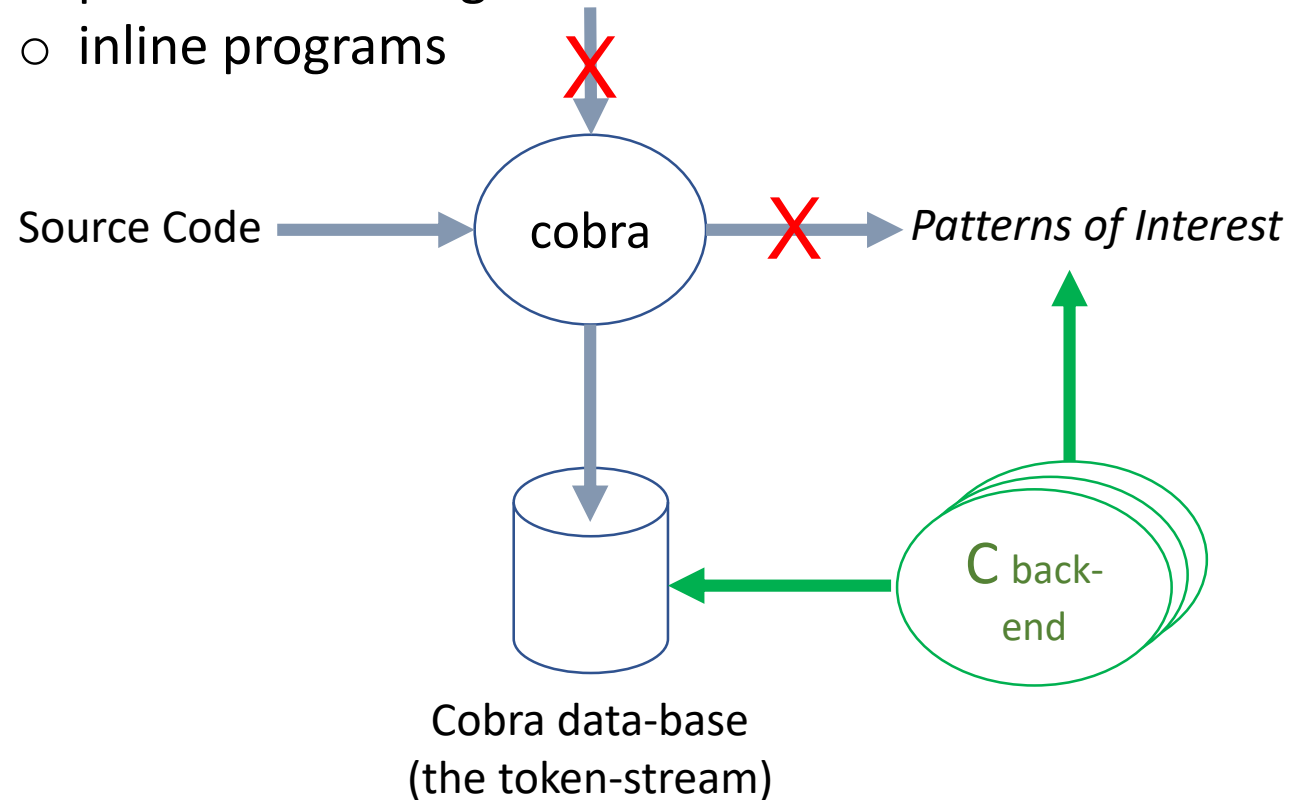 ○ inline programs
X
Source Code
cobra
X
Patterns of Interest
C back-
end
Cobra data-base
(the token-stream)